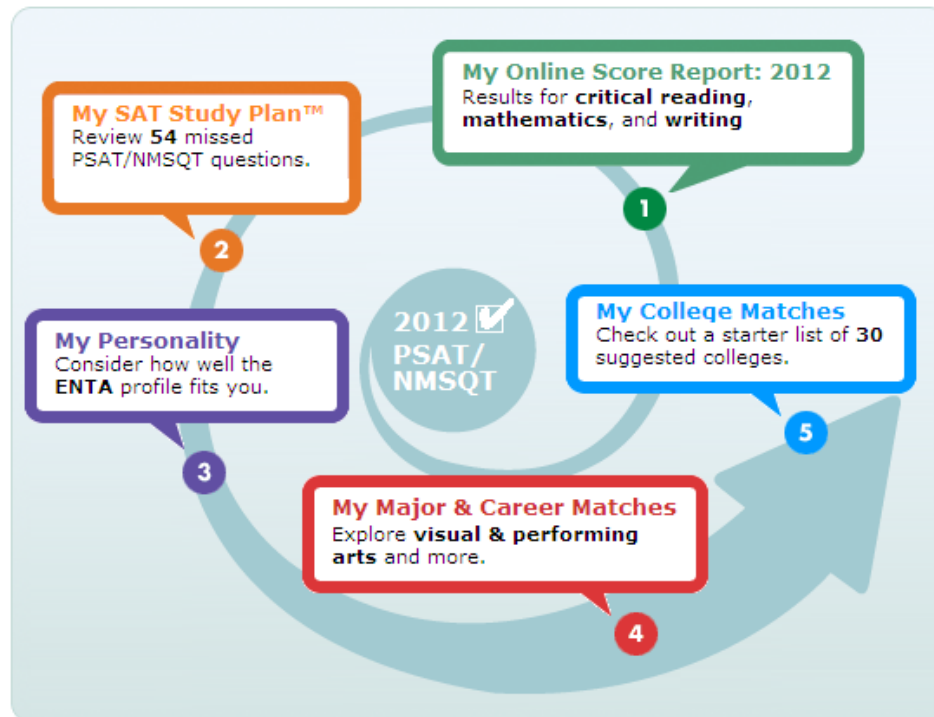 My Online Score Report: 2012
Results for critical reading,
mathematics, and writing
1
My SAT Study Plan™
Review 54 missed
PSAT/NMSQT questions.
2
My Personality
Consider how well the
ENTA profile fits you.
3
My Major & Career Matches
Explore visual & performing
arts and more.
4
My College Matches
Check out a starter list of 30
suggested colleges.
5
2012
PSAT/
NMSQT